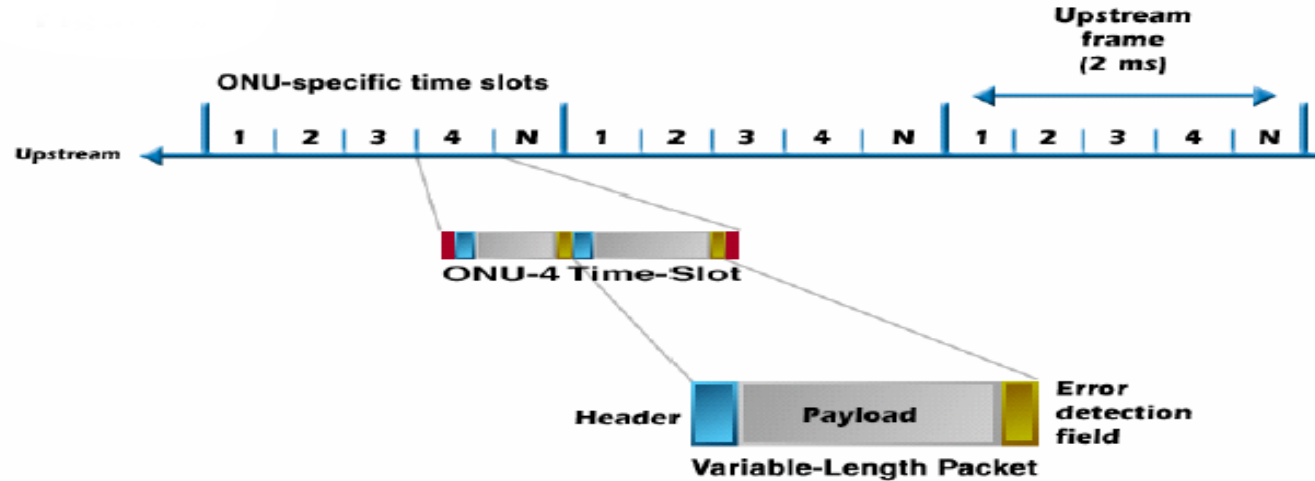 Upstream
frame
(2 ms)
ONU-specific time slots
1 2 3 4 N 1 2 3 4 N 1 2 3 4 N
Upstream
ONU-4 Time-Slot
Header
Payload
Error
detection
field
Variable-Length Packet